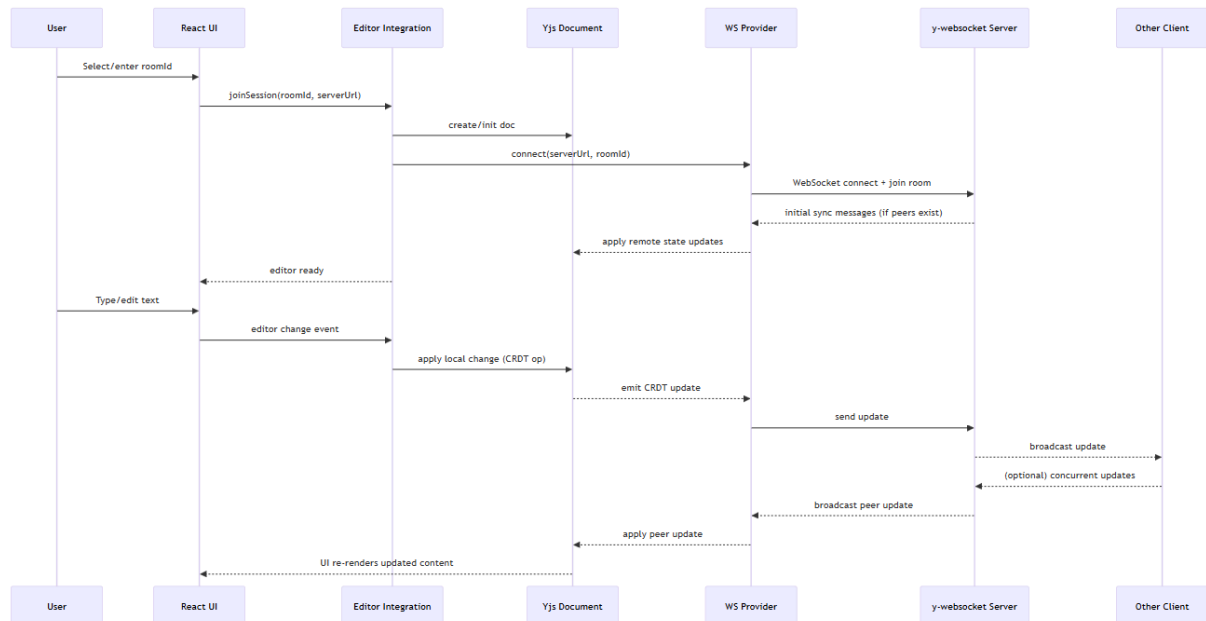 User
React UI
Editor Integration
Yjs Document
WS Provider
y-websocket Server
Other Client
Select/enter roomId
joinSession(roomId, serverUrl)
create/init doc
connect(serverUrl, roomId)
WebSocket connect + join room
initial sync messages (if peers exist)
apply remote state updates
editor ready
Type/edit text
editor change event
apply local change (CRDT op)
emit CRDT update
send update
broadcast update
(optional) concurrent updates
broadcast peer update
apply peer update
UI re-renders updated content
User
React UI
Editor Integration
Yjs Document
WS Provider
y-websocket Server
Other Client